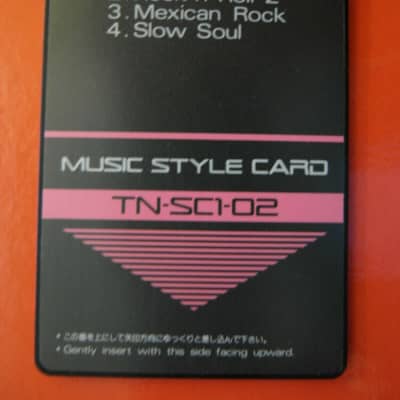 3. Mexican Rock
4. Slow Soul
MUSIC STYLE CARD
TN-SC1-02
・この面を上にして矢印方向にゆっくりと差し込んで下さい。
・Gently insert with this side facing upward.